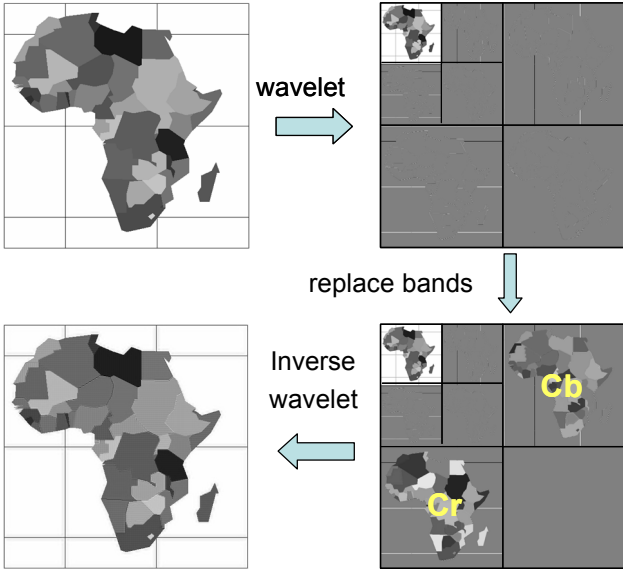 wavelet
replace bands
Inverse
wavelet
Cb
Cr